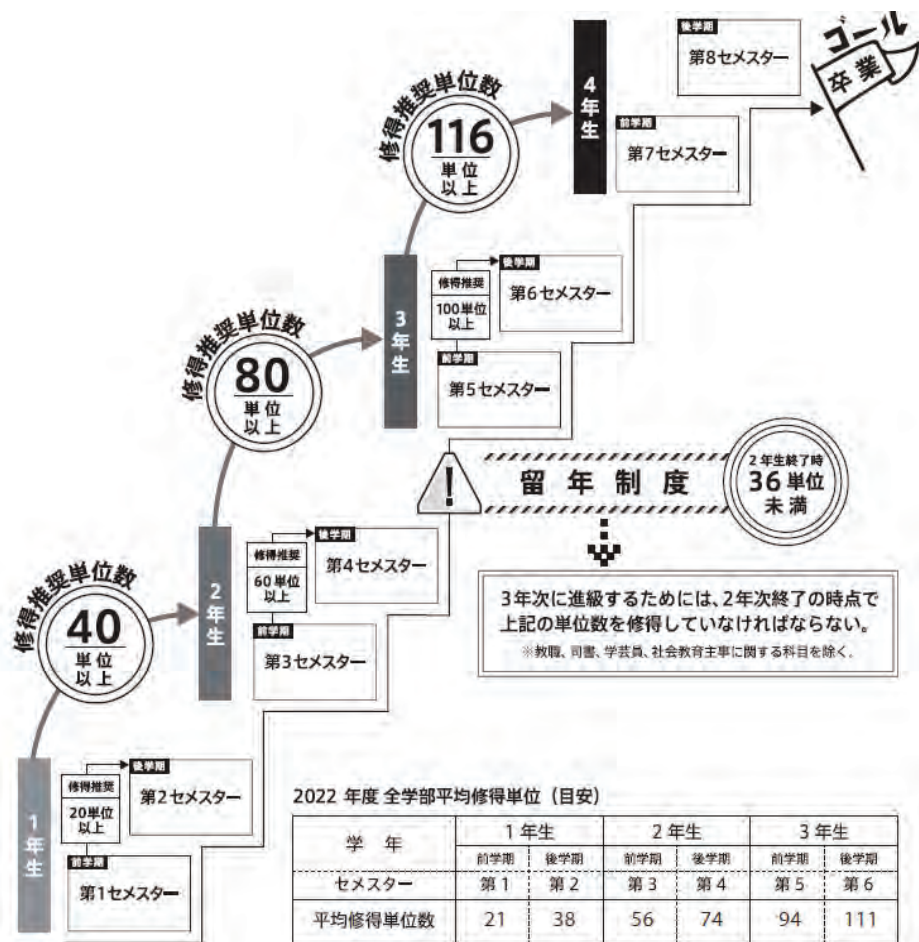 ゴール
卒業
後学期
第8セメスター
4年生
前学期
第7セメスター
修得推奨単位数
116
単位
以上
3年生
後学期
第6セメスター
修得推奨
100単位
以上
前学期
第5セメスター
修得推奨単位数
80
単位
以上
!
留年制度
2年生終了時
36単位
未満
3年次に進級するためには、2年次終了の時点で
上記の単位数を修得していなければならない。
※教職、司書、学芸員、社会教育主事に関する科目を除く.
2年生
後学期
第4セメスター
修得推奨
60単位
以上
前学期
第3セメスター
修得推奨単位数
40
単位
以上
1年生
後学期
第2セメスター
修得推奨
20単位
以上
前学期
第1セメスター
2022 年度 全学部平均修得単位（目安）
学 年 1年生 2年生 3年生
前学期 後学期 前学期 後学期 前学期 後学期
セメスター 第1 第2 第3 第4 第5 第6
平均修得単位数 21 38 56 74 94 111